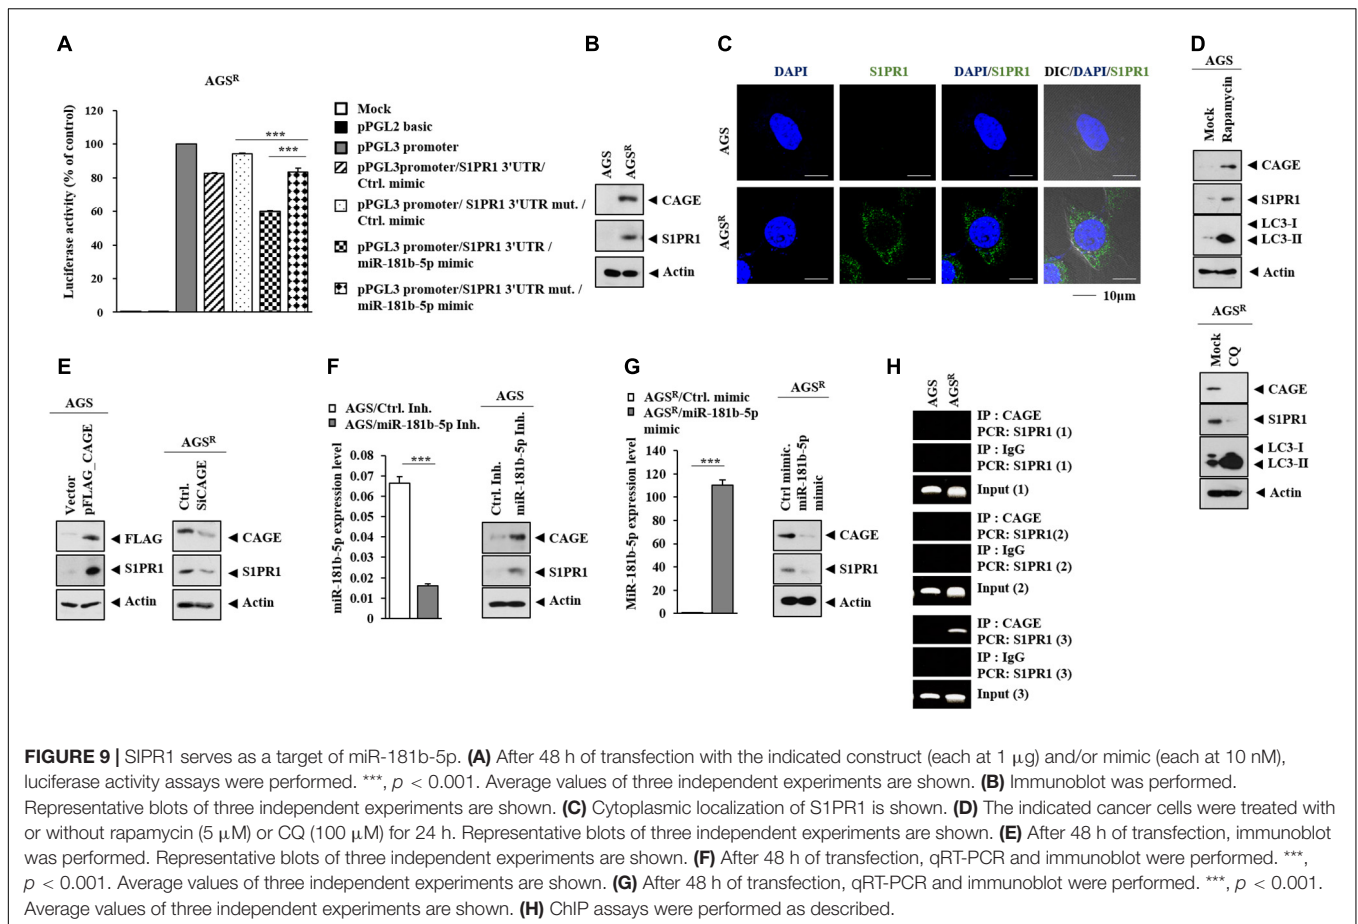 A
AGSR
Luciferase activity (% of control)
120
100
80
60
40
20
0
***
***
Mock
pPGL2 basic
pPGL3 promoter
pPGL3promoter/S1PR1 3'UTR/
Ctrl. mimic
pPGL3 promoter/ S1PR1 3'UTR mut. /
Ctrl. mimic
pPGL3 promoter/S1PR1 3'UTR /
miR-181b-5p mimic
pPGL3 promoter/S1PR1 3'UTR mut. /
miR-181b-5p mimic
B
AGS
AGSR
CAGE
S1PR1
Actin
C
DAPI
S1PR1
DAPI/S1PR1
DIC/DAPI/S1PR1
AGS
AGSR
10µm
D
AGS
Mock
Rapamycin
CAGE
S1PR1
LC3-I
LC3-II
Actin
AGSR
Mock
CQ
CAGE
S1PR1
LC3-I
LC3-II
Actin
E
AGS
Vector
pFLAG_CAGE
FLAG
S1PR1
Actin
AGSR
Ctrl.
SiCAGE
CAGE
S1PR1
Actin
F
AGS/Ctrl. Inh.
AGS/miR-181b-5p Inh.
miR-181b-5p expression level
0.08
0.07
0.06
0.05
0.04
0.03
0.02
0.01
0
***
AGS
Ctrl. Inh.
miR-181b-5p Inh.
CAGE
S1PR1
Actin
G
AGSR/Ctrl. mimic
AGSR/miR-181b-5p
mimic
MiR-181b-5p expression level
140
120
100
80
60
40
20
0
***
AGSR
Ctrl mimic.
miR-181b-5p
mimic
CAGE
S1PR1
Actin
H
AGS
AGSR
IP : CAGE
PCR: S1PR1 (1)
IP : IgG
PCR: S1PR1 (1)
Input (1)
IP : CAGE
PCR: S1PR1(2)
IP : IgG
PCR: S1PR1 (2)
Input (2)
IP : CAGE
PCR: S1PR1 (3)
IP : IgG
PCR: S1PR1 (3)
Input (3)
FIGURE 9 | SIPR1 serves as a target of miR-181b-5p. (A) After 48 h of transfection with the indicated construct (each at 1 µg) and/or mimic (each at 10 nM),
luciferase activity assays were performed. ***, p < 0.001. Average values of three independent experiments are shown. (B) Immunoblot was performed.
Representative blots of three independent experiments are shown. (C) Cytoplasmic localization of S1PR1 is shown. (D) The indicated cancer cells were treated with
or without rapamycin (5 µM) or CQ (100 µM) for 24 h. Representative blots of three independent experiments are shown. (E) After 48 h of transfection, immunoblot
was performed. Representative blots of three independent experiments are shown. (F) After 48 h of transfection, qRT-PCR and immunoblot were performed. ***,
p < 0.001. Average values of three independent experiments are shown. (G) After 48 h of transfection, qRT-PCR and immunoblot were performed. ***, p < 0.001.
Average values of three independent experiments are shown. (H) ChIP assays were performed as described.